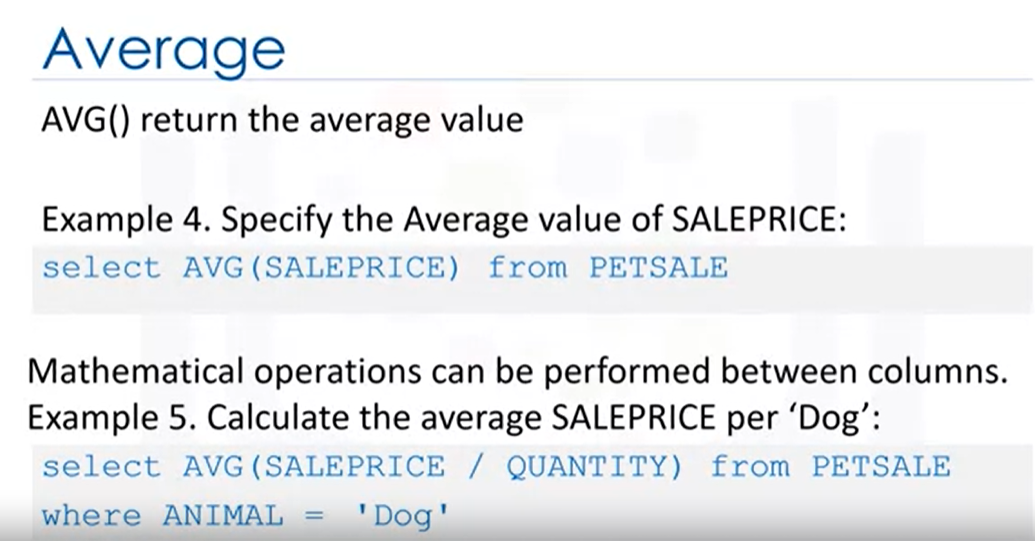 Average
AVG() return the average value
Example 4. Specify the Average value of SALEPRICE:
select AVG(SALEPRICE) from PETSALE
Mathematical operations can be performed between columns.
Example 5. Calculate the average SALEPRICE per ‘Dog’:
select AVG(SALEPRICE / QUANTITY) from PETSALE
where ANIMAL = 'Dog'